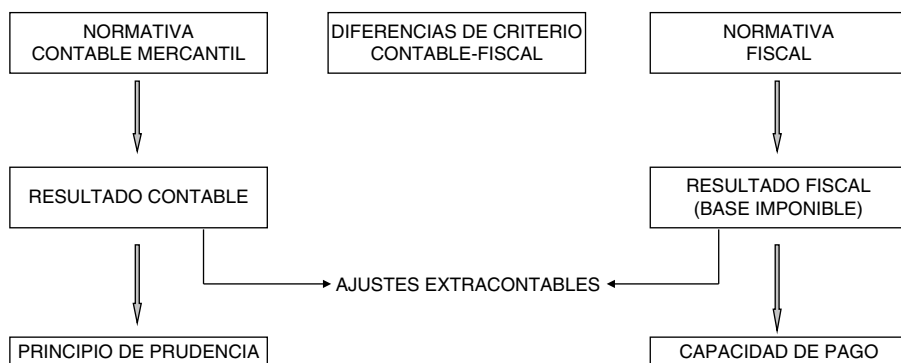 NORMATIVA
CONTABLE MERCANTIL
DIFERENCIAS DE CRITERIO
CONTABLE-FISCAL
NORMATIVA
FISCAL
RESULTADO CONTABLE
RESULTADO FISCAL
(BASE IMPONIBLE)
AJUSTES EXTRACONTABLES
PRINCIPIO DE PRUDENCIA
CAPACIDAD DE PAGO